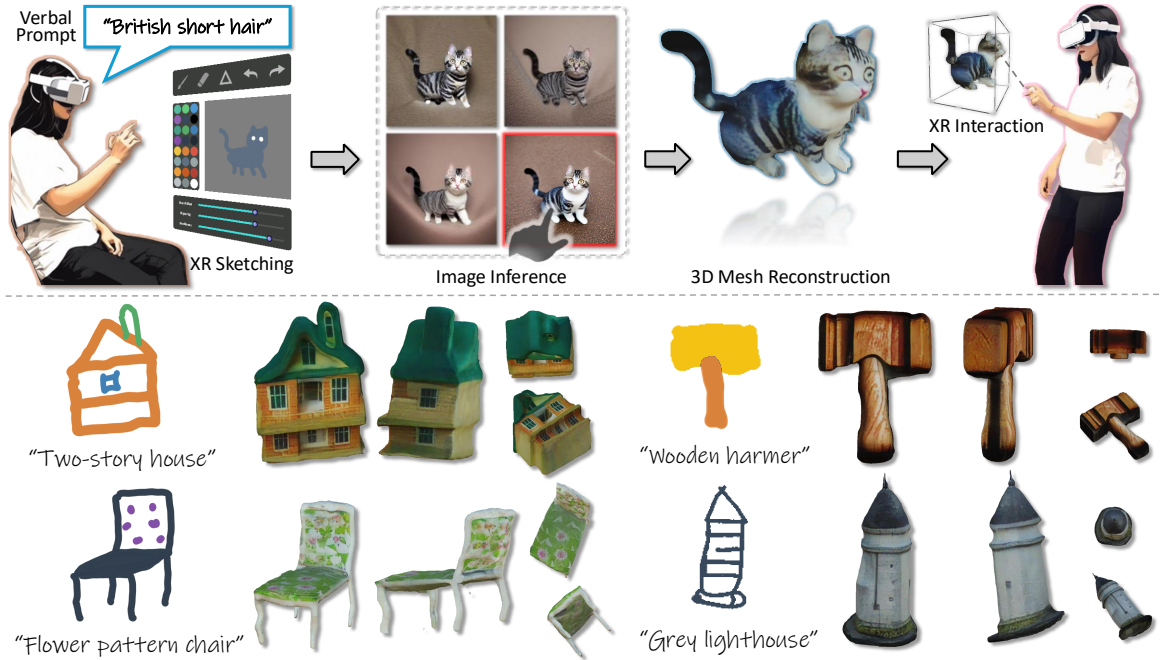 Verbal
Prompt
"British short hair"
XR Sketching
Image Inference
3D Mesh Reconstruction
XR Interaction
"Two-story house"
"Wooden harmer"
"Flower pattern chair"
"Grey lighthouse"